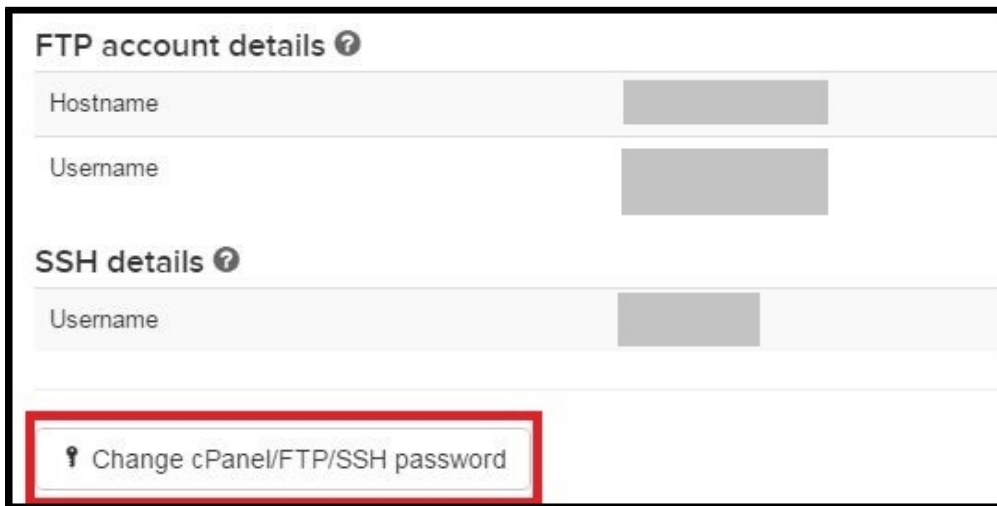 FTP account details ?
Hostname
Username
SSH details ?
Username
Change cPanel/FTP/SSH password